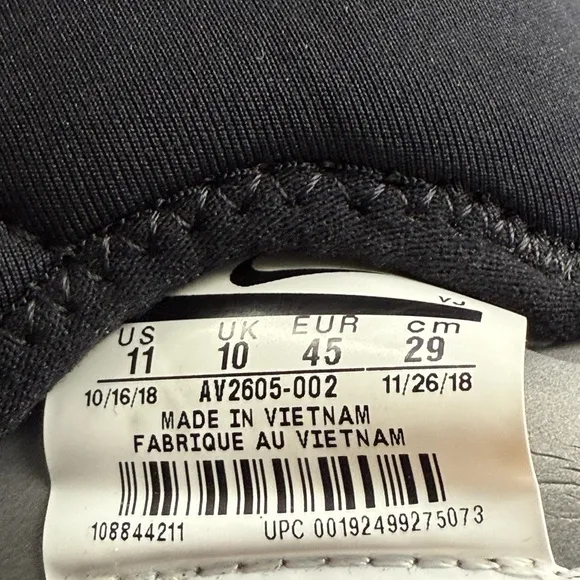 VJ
US UK EUR cm
11 10 45 29
10/16/18 AV2605-002 11/26/18
MADE IN VIETNAM
FABRIQUE AU VIETNAM
108844211 UPC 00192499275073